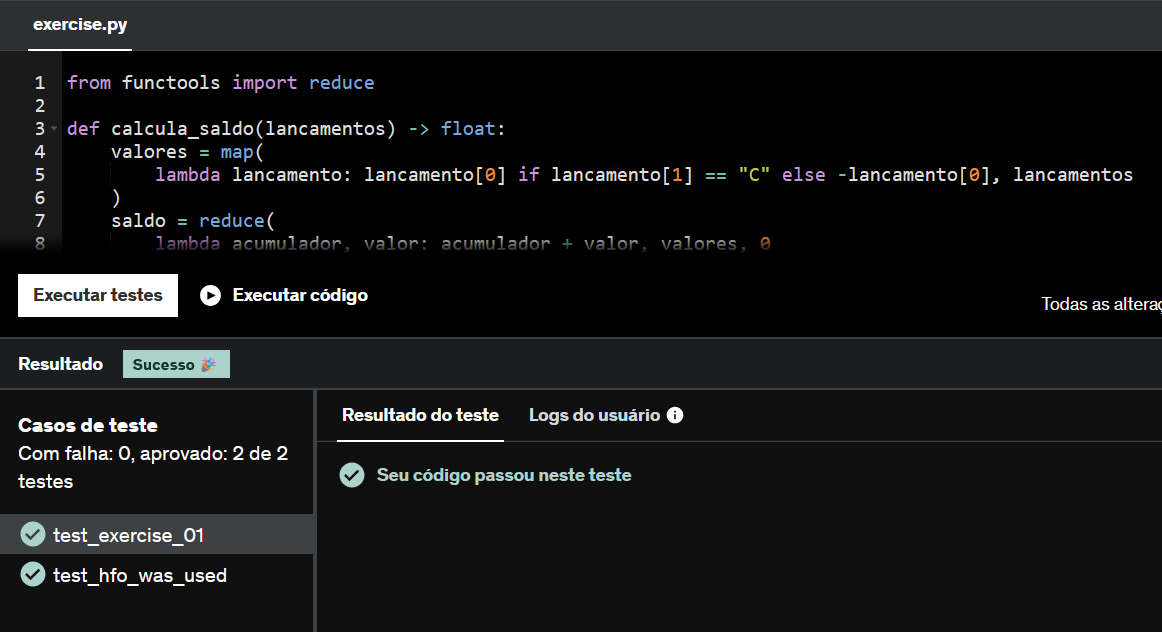 exercise.py
1 from functools import reduce
2
3 def calcula_saldo(lancamentos) -> float:
4     valores = map(
5         lambda lancamento: lancamento[0] if lancamento[1] == "C" else -lancamento[0], lancamentos
6     )
7     saldo = reduce(
8         lambda acumulador, valor: acumulador + valor, valores, 0
Executar testes Executar código
Todas as alteraç
Resultado Sucesso 🎉
Casos de teste
Com falha: 0, aprovado: 2 de 2
testes
test_exercise_01
test_hfo_was_used
Resultado do teste Logs do usuário
Seu código passou neste teste